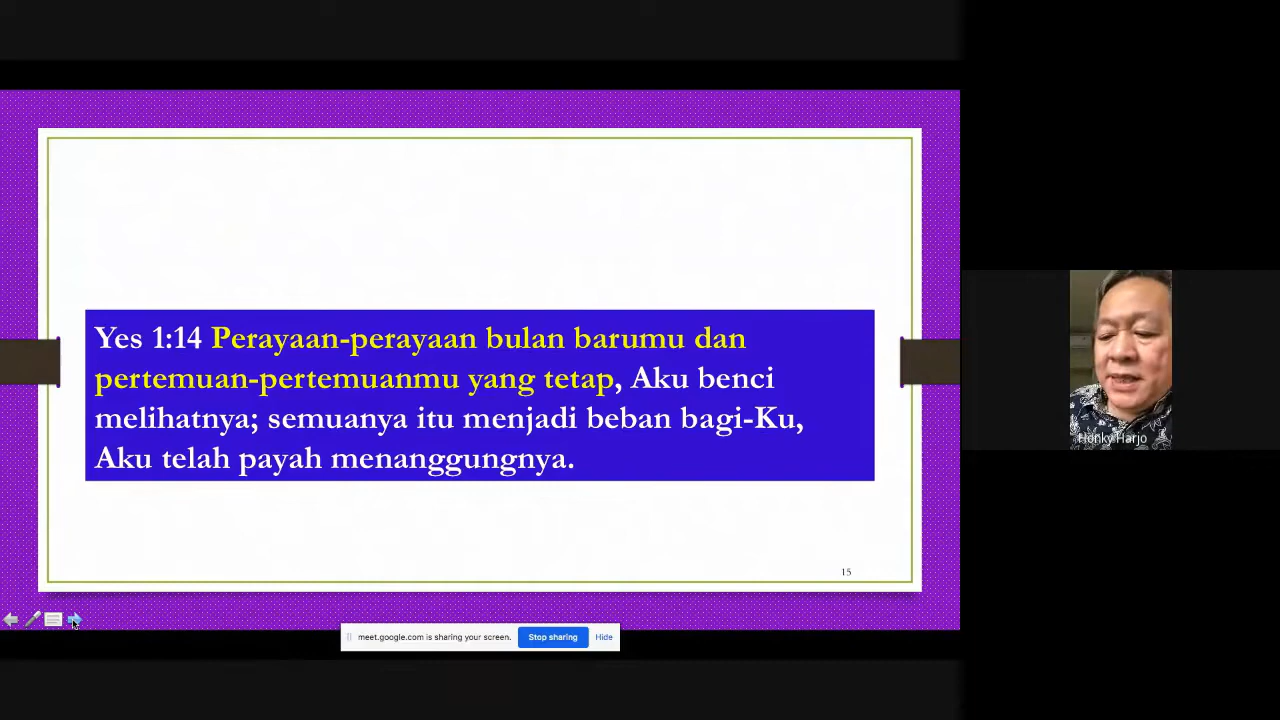 Yes 1:14 Perayaan-perayaan bulan barumu dan
pertemuan-pertemuanmu yang tetap, Aku benci
melihatnya; semuanya itu menjadi beban bagi-Ku,
Aku telah payah menanggungnya.
15
meet.google.com is sharing your screen.
Stop sharing
Hide
Honky Harjo